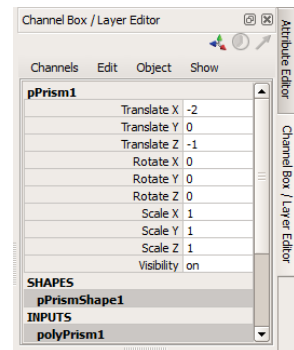 Channel Box / Layer Editor
Channels Edit Object Show
pPrism1
Translate X -2
Translate Y 0
Translate Z -1
Rotate X 0
Rotate Y 0
Rotate Z 0
Scale X 1
Scale Y 1
Scale Z 1
Visibility on
SHAPES
pPrismShape1
INPUTS
polyPrism1
Attribute Editor
Channel Box / Layer Editor